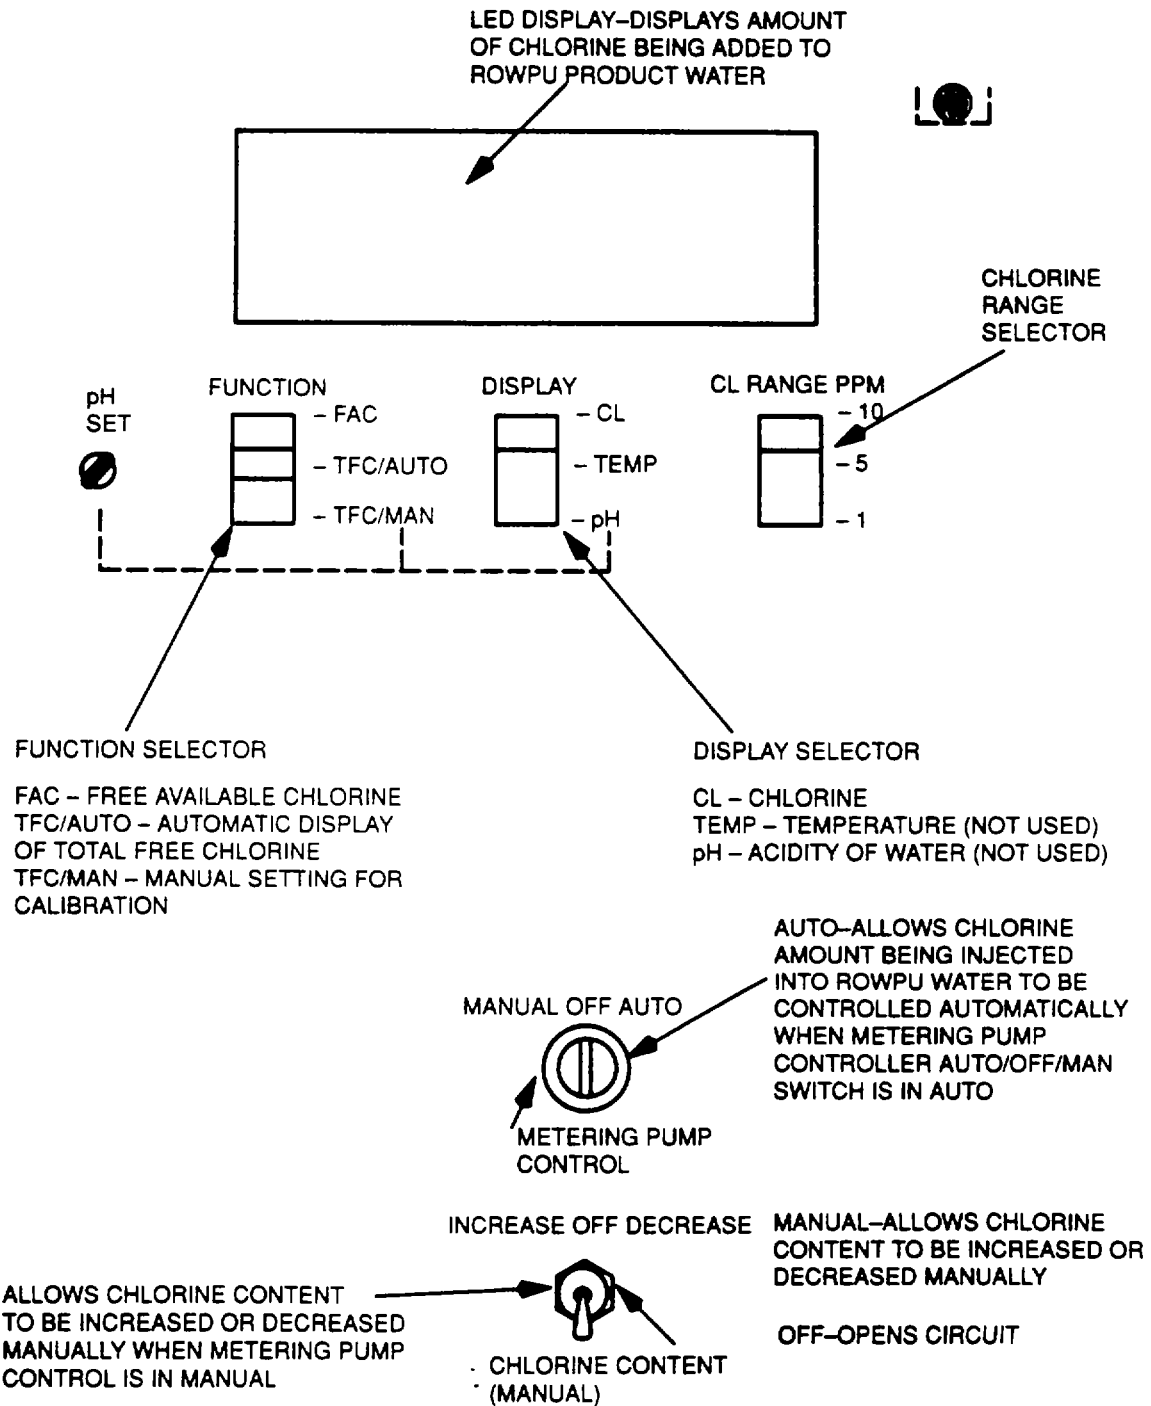 LED DISPLAY–DISPLAYS AMOUNT
OF CHLORINE BEING ADDED TO
ROWPU PRODUCT WATER
CHLORINE
RANGE
SELECTOR
pH
SET
FUNCTION
– FAC
– TFC/AUTO
– TFC/MAN
DISPLAY
– CL
– TEMP
– pH
CL RANGE PPM
– 10
– 5
– 1
FUNCTION SELECTOR
FAC – FREE AVAILABLE CHLORINE
TFC/AUTO – AUTOMATIC DISPLAY
OF TOTAL FREE CHLORINE
TFC/MAN – MANUAL SETTING FOR
CALIBRATION
DISPLAY SELECTOR
CL – CHLORINE
TEMP – TEMPERATURE (NOT USED)
pH – ACIDITY OF WATER (NOT USED)
AUTO–ALLOWS CHLORINE
AMOUNT BEING INJECTED
INTO ROWPU WATER TO BE
CONTROLLED AUTOMATICALLY
WHEN METERING PUMP
CONTROLLER AUTO/OFF/MAN
SWITCH IS IN AUTO
MANUAL OFF AUTO
METERING PUMP
CONTROL
INCREASE OFF DECREASE
MANUAL–ALLOWS CHLORINE
CONTENT TO BE INCREASED OR
DECREASED MANUALLY
OFF–OPENS CIRCUIT
ALLOWS CHLORINE CONTENT
TO BE INCREASED OR DECREASED
MANUALLY WHEN METERING PUMP
CONTROL IS IN MANUAL
CHLORINE CONTENT
(MANUAL)